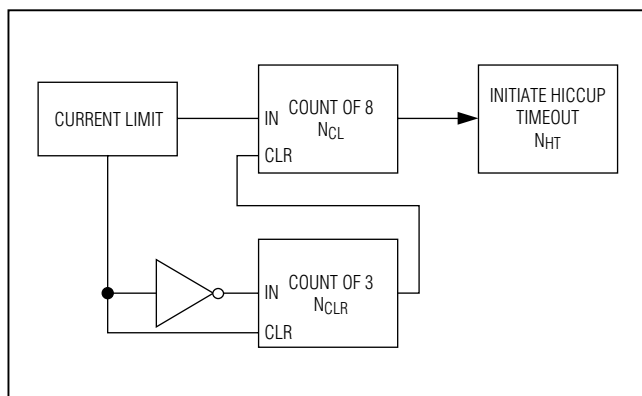 CURRENT LIMIT
IN
CLR
COUNT OF 8
NCL
INITIATE HICCUP
TIMEOUT
NHT
IN
CLR
COUNT OF 3
NCLR